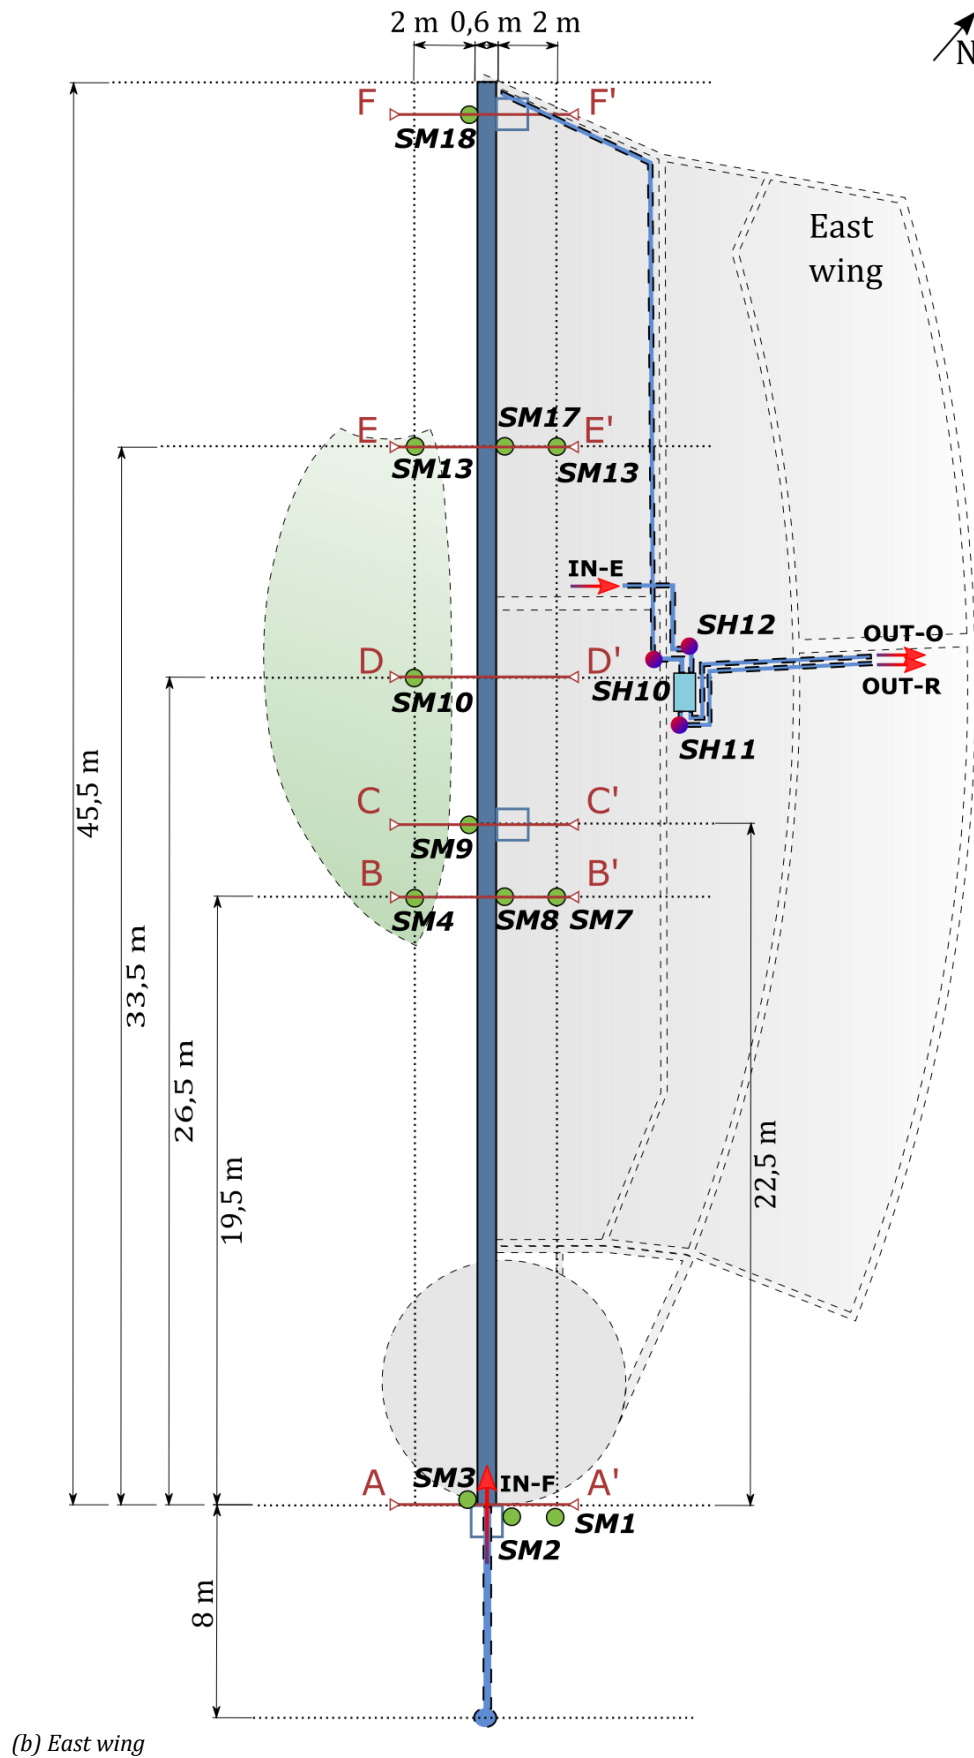 2 m 0,6 m 2 m
N
F F'
SM18
East
wing
SM17
E E'
SM13 SM13
IN-E
SH12
OUT-O
D D'
SH10
SM10
OUT-R
SH11
45,5 m
C C'
SM9
B B'
SM4 SM8 SM7
33,5 m
26,5 m
19,5 m
22,5 m
SM3 IN-F
A A'
SM1
SM2
8 m
(b) East wing